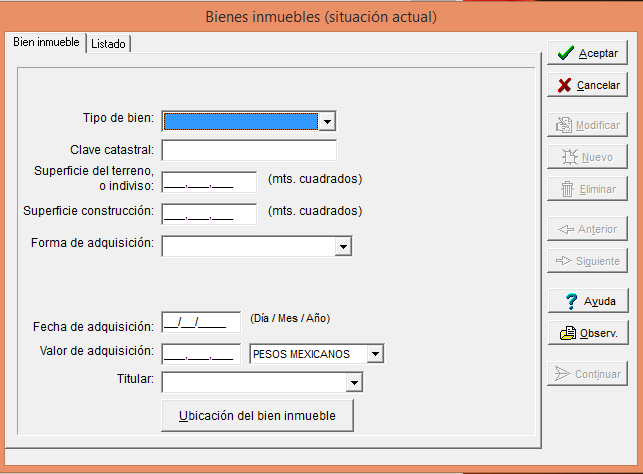 Bienes inmuebles (situación actual)
Bien inmueble
Listado
Tipo de bien:
Clave catastral:
Superficie del terreno,
o indiviso:
___,___,___
(mts. cuadrados)
Superficie construcción:
___,___,___
(mts. cuadrados)
Forma de adquisición:
Fecha de adquisición:
__/__/____
(Día / Mes / Año)
Valor de adquisición:
___,___,___
PESOS MEXICANOS
Titular:
Ubicación del bien inmueble
Aceptar
Cancelar
Modificar
Nuevo
Eliminar
Anterior
Siguiente
Ayuda
Observ.
Continuar